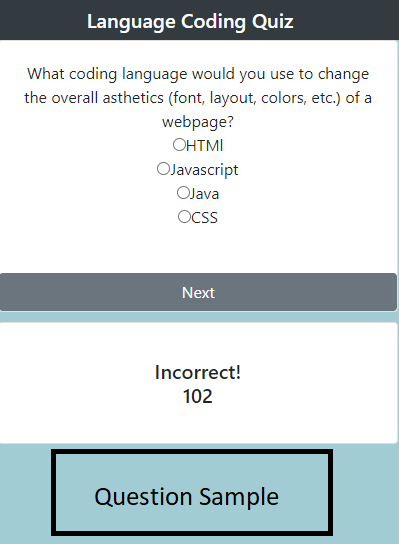 Language Coding Quiz
What coding language would you use to change
the overall asthetics (font, layout, colors, etc.) of a
webpage?
HTMl
Javascript
Java
CSS
Next
Incorrect!
102
Question Sample